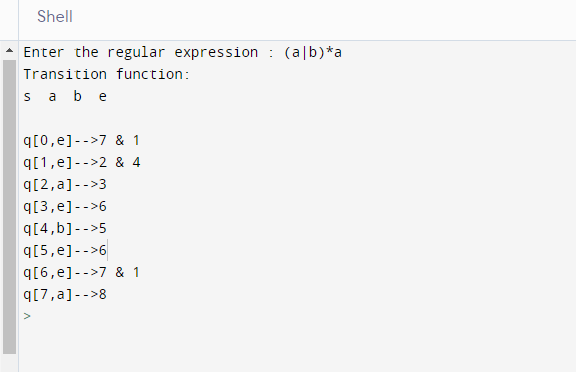 Shell
Enter the regular expression : (a|b)*a
Transition function:
s  a  b  e
q[0,e]-->7 & 1
q[1,e]-->2 & 4
q[2,a]-->3
q[3,e]-->6
q[4,b]-->5
q[5,e]-->6
q[6,e]-->7 & 1
q[7,a]-->8
>